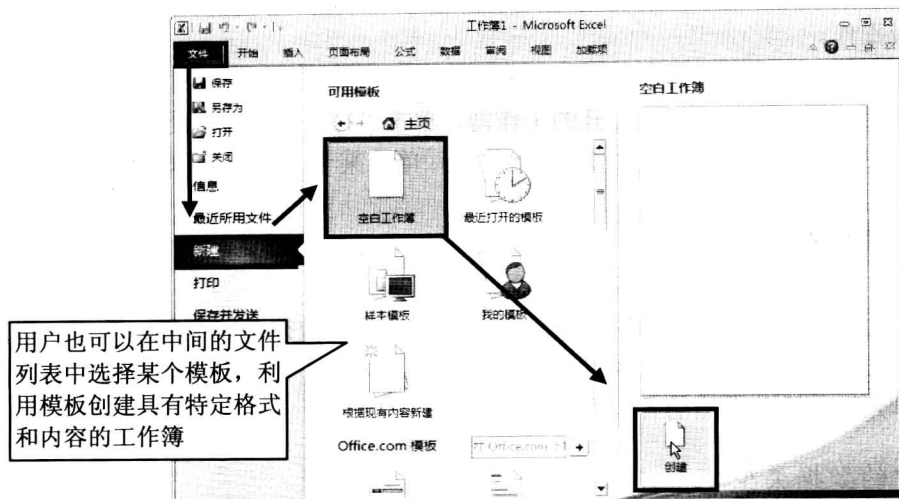 工作簿1 - Microsoft Excel
文件 开始 插入 页面布局 公式 数据 审阅 视图 加载项
保存
另存为
打开
关闭
信息
最近所用文件
新建
打印
保存并发送
可用模板
主页
空白工作簿
最近打开的模板
样本模板
我的模板
根据现有内容新建
Office.com 模板
空白工作簿
创建
用户也可以在中间的文件
列表中选择某个模板，利
用模板创建具有特定格式
和内容的工作簿